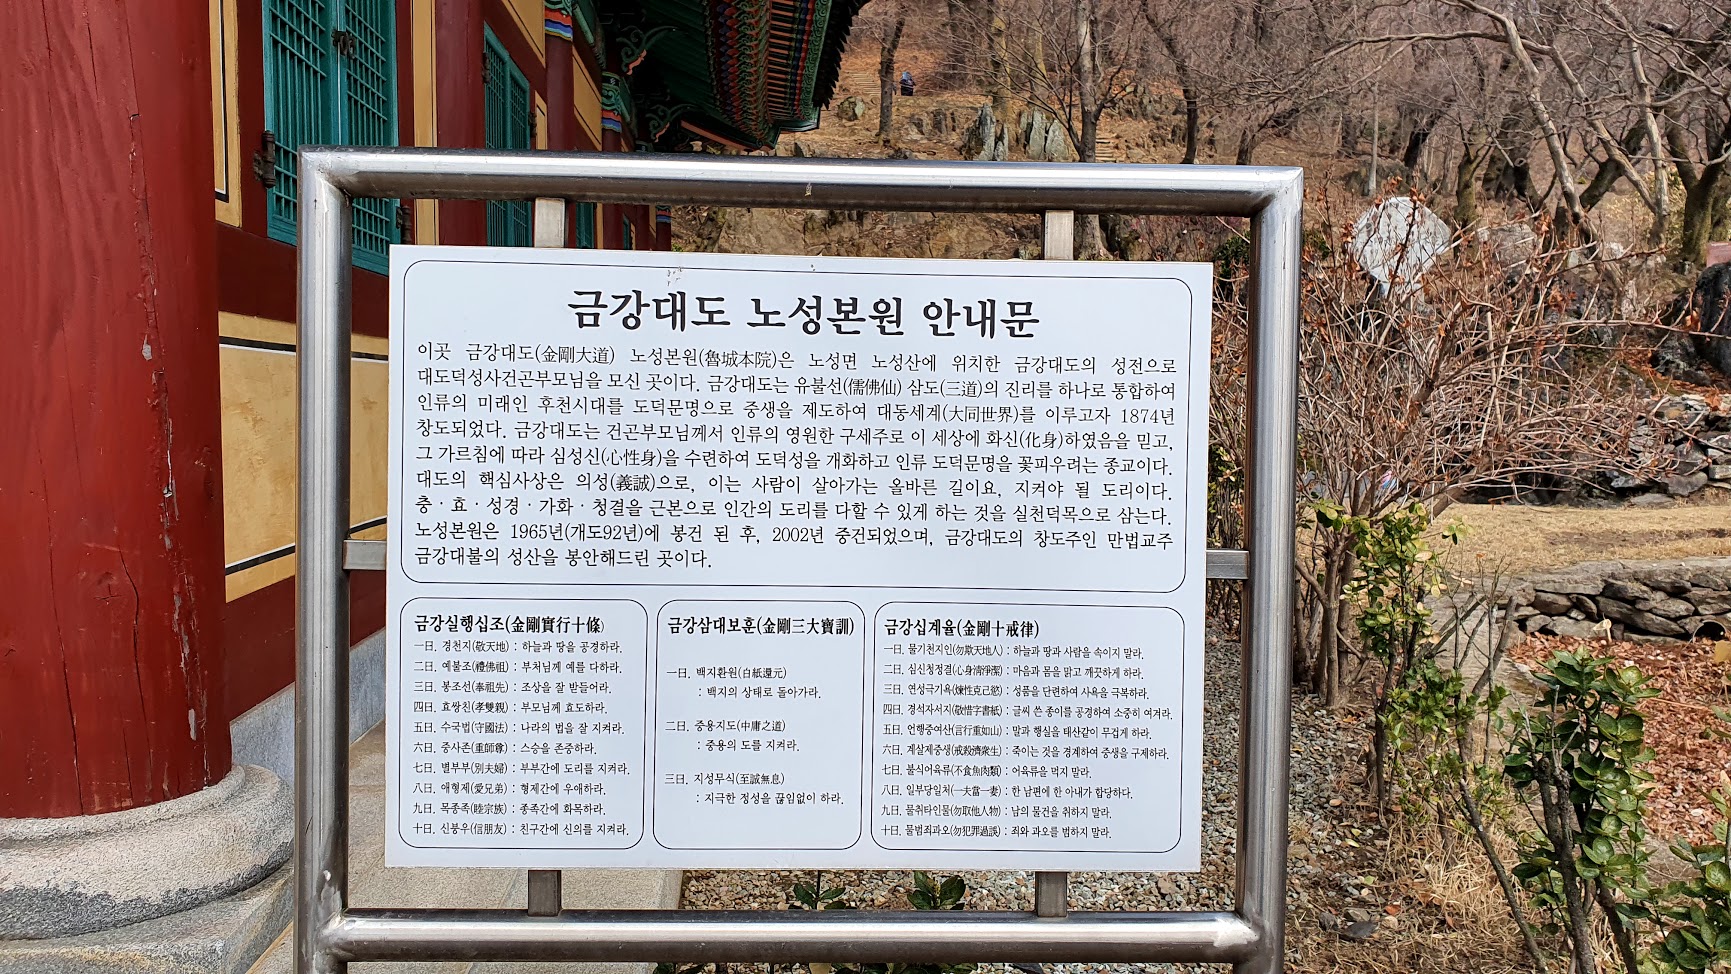 금강대도 노성본원 안내문
이곳 금강대도(金剛大道) 노성본원(魯城本院)은 노성면 노성산에 위치한 금강대도의 성전으로
대도덕성사건곤부모님을 모신 곳이다. 금강대도는 유불선(儒佛仙) 삼도(三道)의 진리를 하나로 통합하여
인류의 미래인 후천시대를 도덕문명으로 중생을 제도하여 대동세계(大同世界)를 이루고자 1874년
창도되었다. 금강대도는 건곤부모님께서 인류의 영원한 구세주로 이 세상에 화신(化身)하였음을 믿고,
그 가르침에 따라 심성신(心性身)을 수련하여 도덕성을 개화하고 인류 도덕문명을 꽃피우려는 종교이다.
대도의 핵심사상은 의성(義誠)으로, 이는 사람이 살아가는 올바른 길이요, 지켜야 될 도리이다.
충·효·성경·가화·청결을 근본으로 인간의 도리를 다할 수 있게 하는 것을 실천덕목으로 삼는다.
노성본원은 1965년(개도92년)에 봉건 된 후, 2002년 중건되었으며, 금강대도의 창도주인 만법교주
금강대불의 성산을 봉안해드린 곳이다.
금강실행십조(金剛實行十條)
一曰. 경천지(敬天地) : 하늘과 땅을 공경하라.
二曰. 예불조(禮佛祖) : 부처님께 예를 다하라.
三曰. 봉조선(奉祖先) : 조상을 잘 받들어라.
四曰. 효쌍친(孝雙親) : 부모님께 효도하라.
五曰. 수국법(守國法) : 나라의 법을 잘 지켜라.
六曰. 중사존(重師尊) : 스승을 존중하라.
七曰. 별부부(別夫婦) : 부부간에 도리를 지켜라.
八曰. 애형제(愛兄弟) : 형제간에 우애하라.
九曰. 목종족(睦宗族) : 종족간에 화목하라.
十曰. 신붕우(信朋友) : 친구간에 신의를 지켜라.
금강삼대보훈(金剛三大寶訓)
一曰. 백지환원(白紙還元)
: 백지의 상태로 돌아가라.
二曰. 중용지도(中庸之道)
: 중용의 도를 지켜라.
三曰. 지성무식(至誠無息)
: 지극한 정성을 끊임없이 하라.
금강십계율(金剛十戒律)
一曰. 물기천지인(勿欺天地人) : 하늘과 땅과 사람을 속이지 말라.
二曰. 심신청정결(心身淸淨潔) : 마음과 몸을 맑고 깨끗하게 하라.
三曰. 연성극기욕(煉性克己慾) : 성품을 단련하여 사욕을 극복하라.
四曰. 경석자서지(敬惜字書紙) : 글씨 쓴 종이를 공경하여 소중히 여겨라.
五曰. 언행중여산(言行重如山) : 말과 행실을 태산같이 무겁게 하라.
六曰. 계살제중생(戒殺濟衆生) : 죽이는 것을 경계하여 중생을 구제하라.
七曰. 불식어육류(不食魚肉類) : 어육류를 먹지 말라.
八曰. 일부당일처(一夫當一妻) : 한 남편에 한 아내가 합당하다.
九曰. 물취타인물(勿取他人物) : 남의 물건을 취하지 말라.
十曰. 물범죄과오(勿犯罪過誤) : 죄와 과오를 범하지 말라.